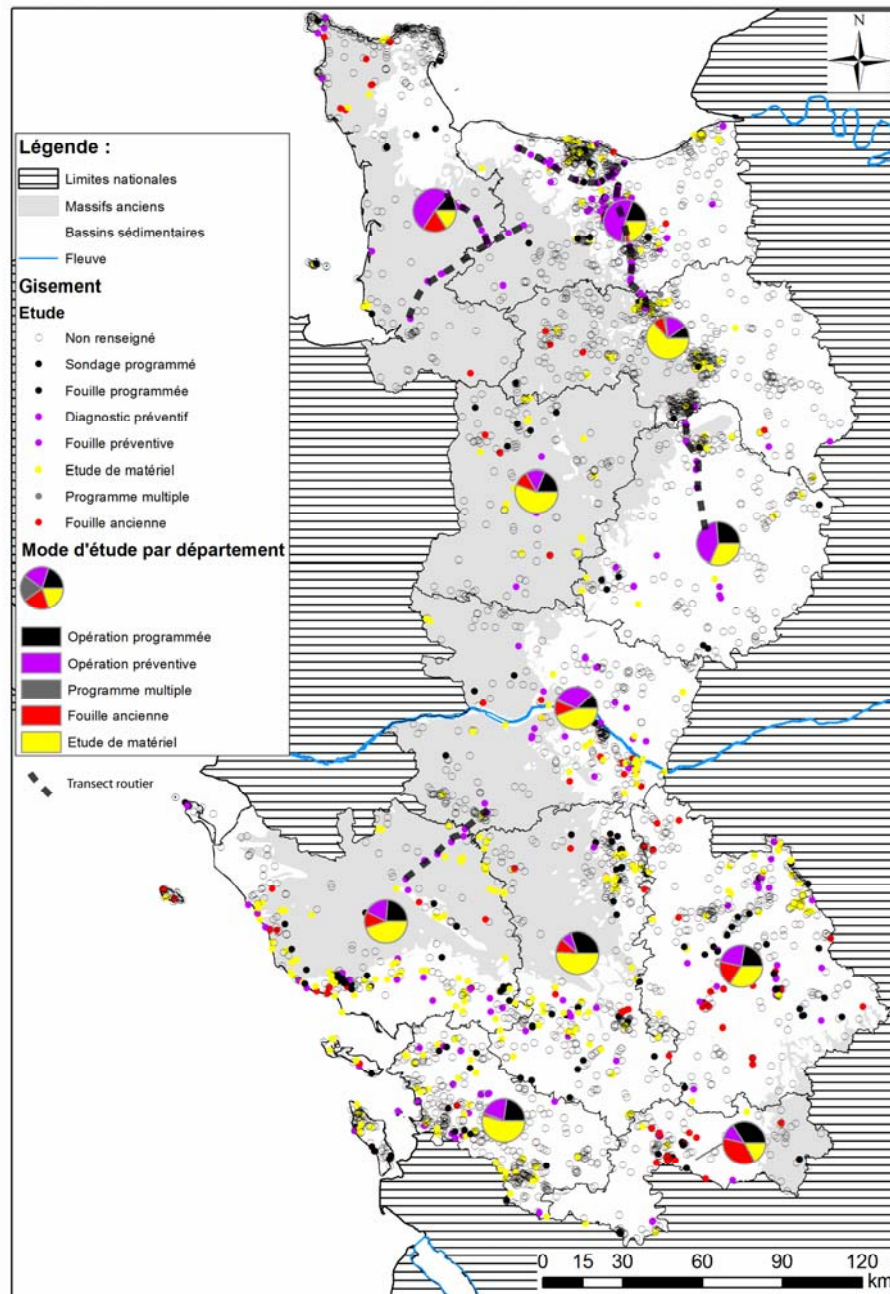 N
Légende :
Limites nationales
Massifs anciens
Bassins sédimentaires
Fleuve
Gisement
Etude
Non renseigné
Sondage programmé
Fouille programmée
Diagnostic préventif
Fouille préventive
Etude de matériel
Programme multiple
Fouille ancienne
Mode d'étude par département
Opération programmée
Opération préventive
Programme multiple
Fouille ancienne
Etude de matériel
Transect routier
0 15 30 60 90 120
km